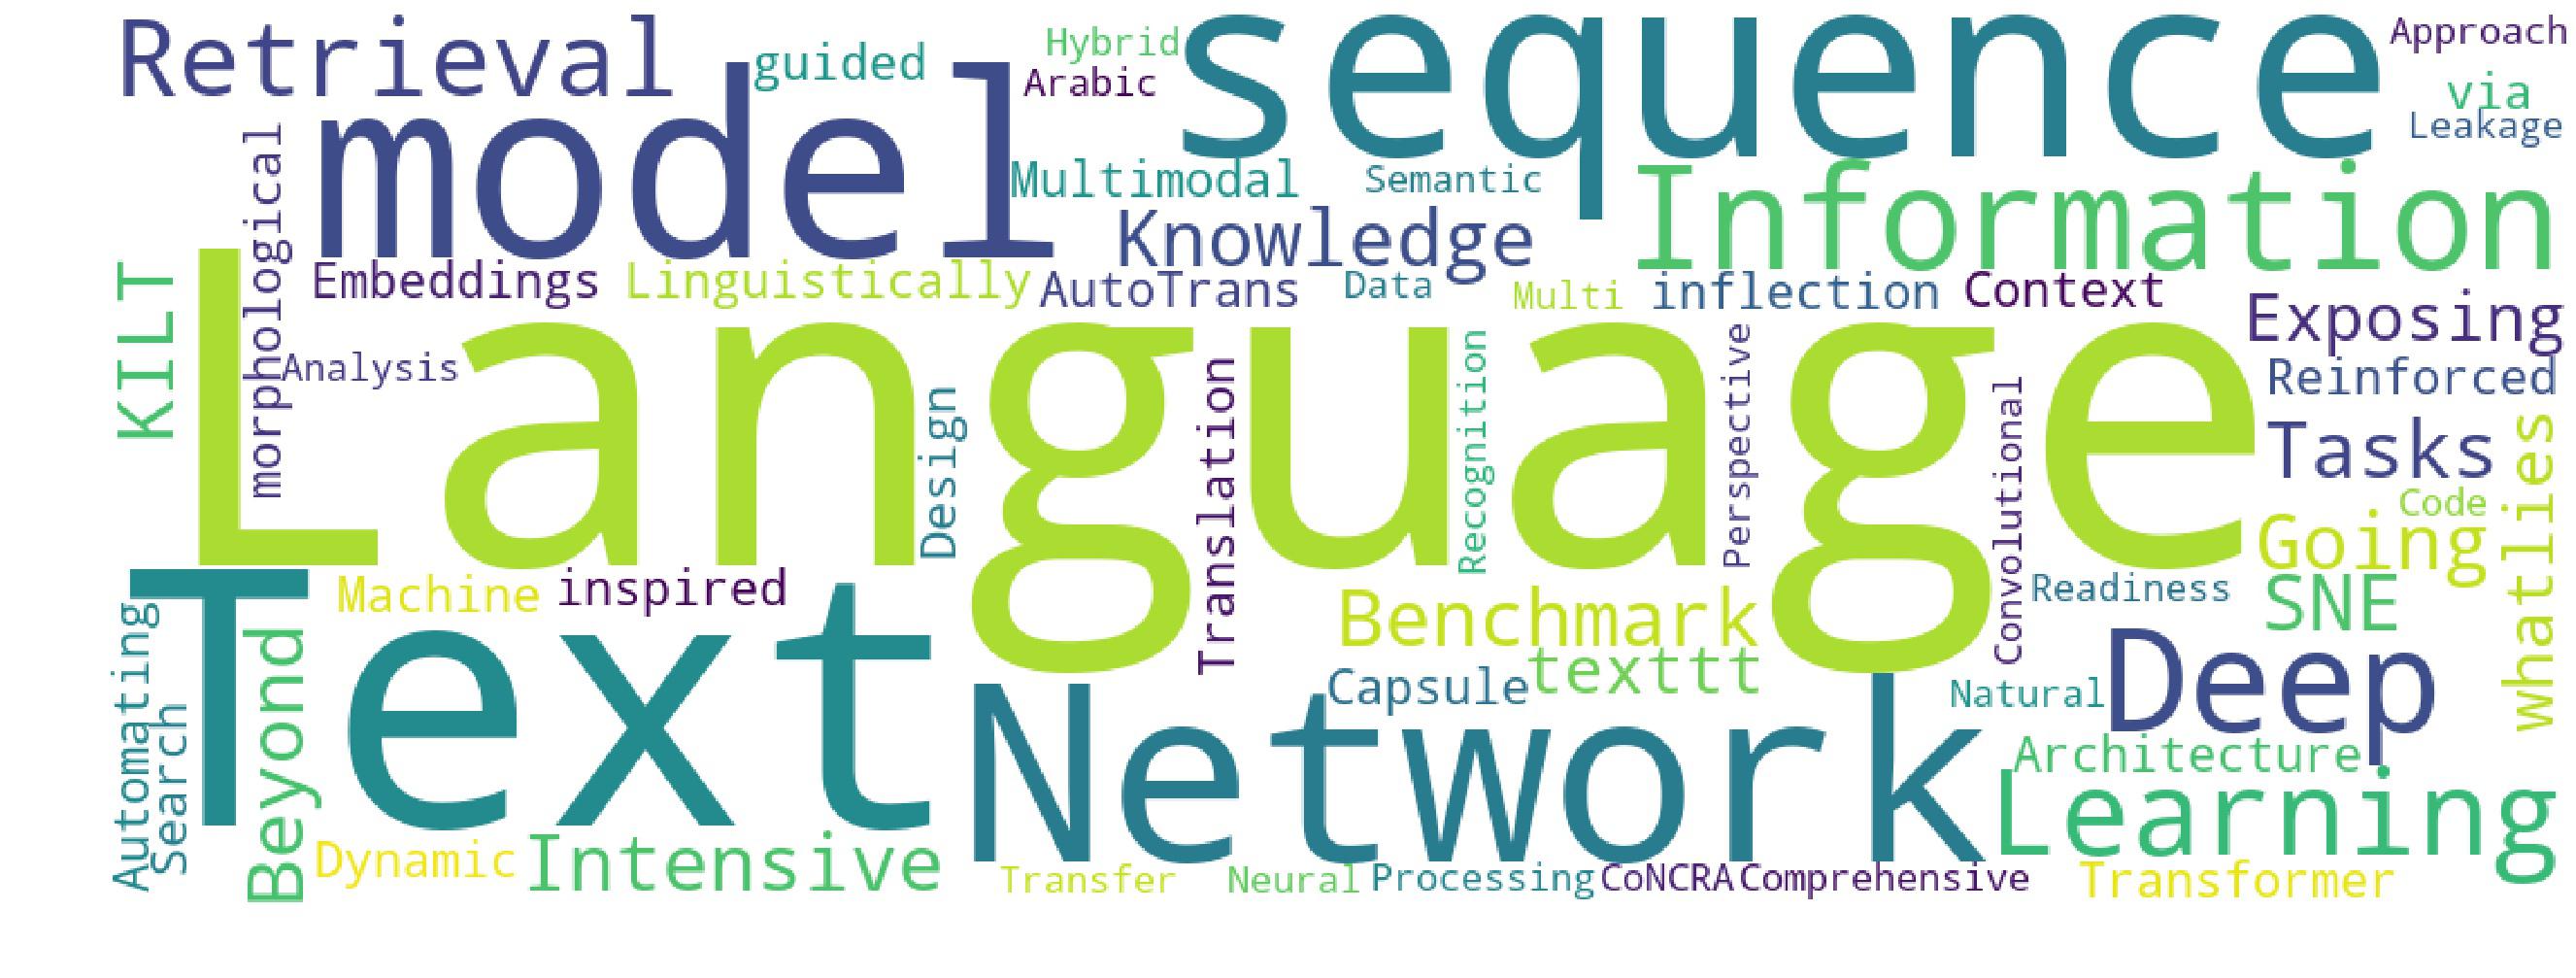 Retrieval
guided
Hybrid
Arabic
sequence
Approach
via
Leakage
model
Multimodal
Semantic
Information
Knowledge
morphological
KILT
Embeddings
Linguistically
AutoTrans
Data
Multi
inflection
Context
Exposing
Analysis
Language
Reinforced
Design
Translation
Recognition
Perspective
Convolutional
Tasks
whatlies
Code
Going
Text
Machine
inspired
Benchmark
Readiness
SNE
Automating
Search
Beyond
texttt
Capsule
Network
Natural
Deep
Architecture
Learning
Dynamic
Intensive
Transfer
Neural
Processing
CoNCRA
Comprehensive
Transformer